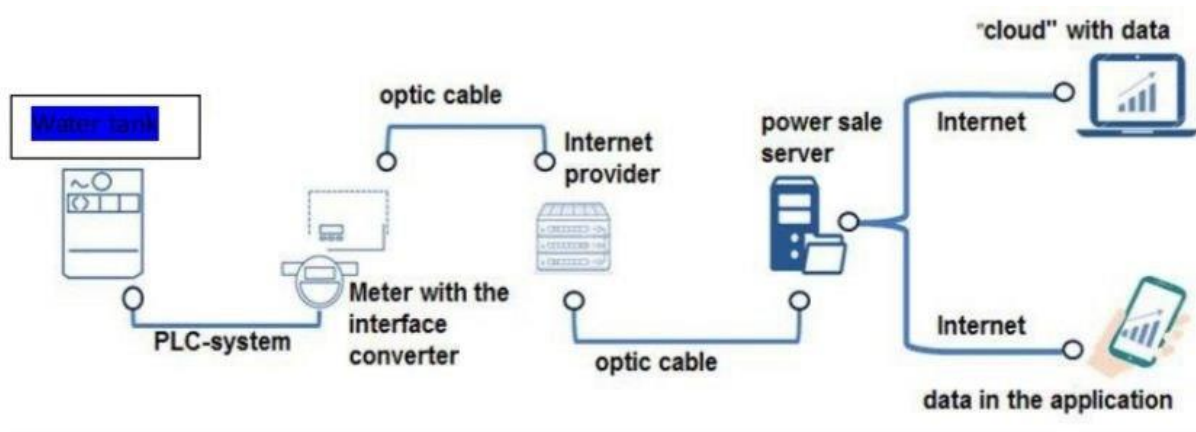 "cloud" with data
optic cable
Water tank
Internet
provider
power sale
server
Internet
Meter with the
interface
converter
PLC-system
optic cable
Internet
data in the application